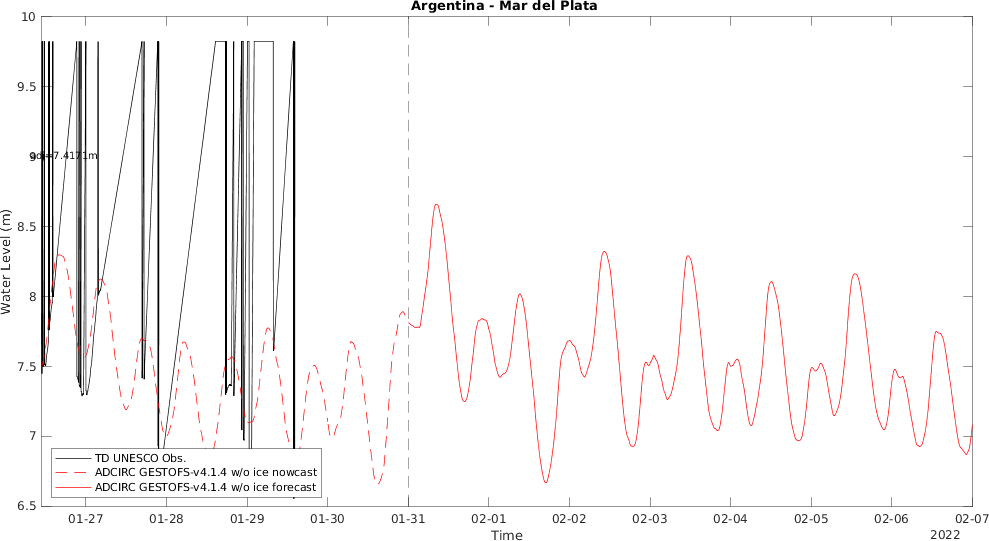 Argentina - Mar del Plata
10
9.5
9
adj=7.4171m
8.5
8
7.5
7
6.5
Water Level (m)
TD UNESCO Obs.
ADCIRC GESTOFS-v4.1.4 w/o ice nowcast
ADCIRC GESTOFS-v4.1.4 w/o ice forecast
01-27 01-28 01-29 01-30 01-31 02-01 02-02 02-03 02-04 02-05 02-06 02-07
Time
2022